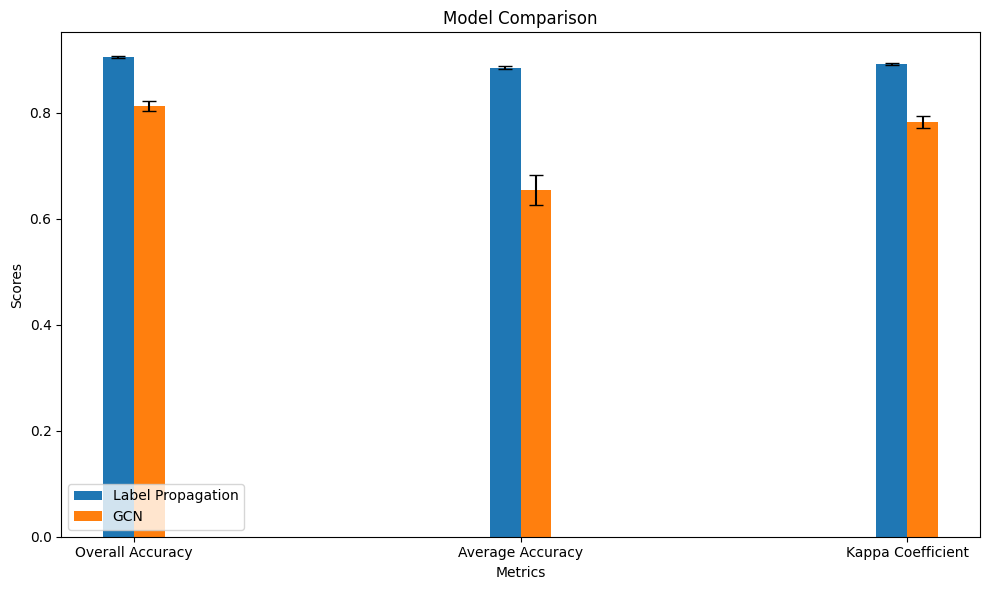 Model Comparison
Scores
0.8
0.6
0.4
0.2
0.0
Label Propagation
GCN
Overall Accuracy
Average Accuracy
Kappa Coefficient
Metrics